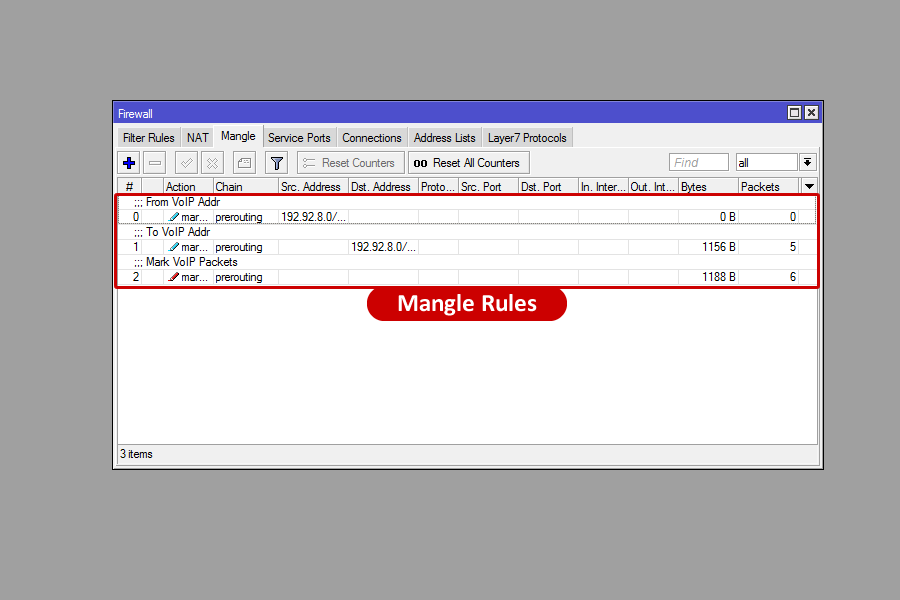 Firewall
Filter Rules NAT Mangle Service Ports Connections Address Lists Layer7 Protocols
Reset Counters 00 Reset All Counters Find all
# Action Chain Src. Address Dst. Address Proto... Src. Port Dst. Port In. Inter... Out. Int... Bytes Packets
;;; From VoIP Addr
0 mar... prerouting 192.92.8.0/... 0 B 0
;;; To VoIP Addr
1 mar... prerouting 192.92.8.0/... 1156 B 5
;;; Mark VoIP Packets
2 mar... prerouting 1188 B 6
Mangle Rules
3 items